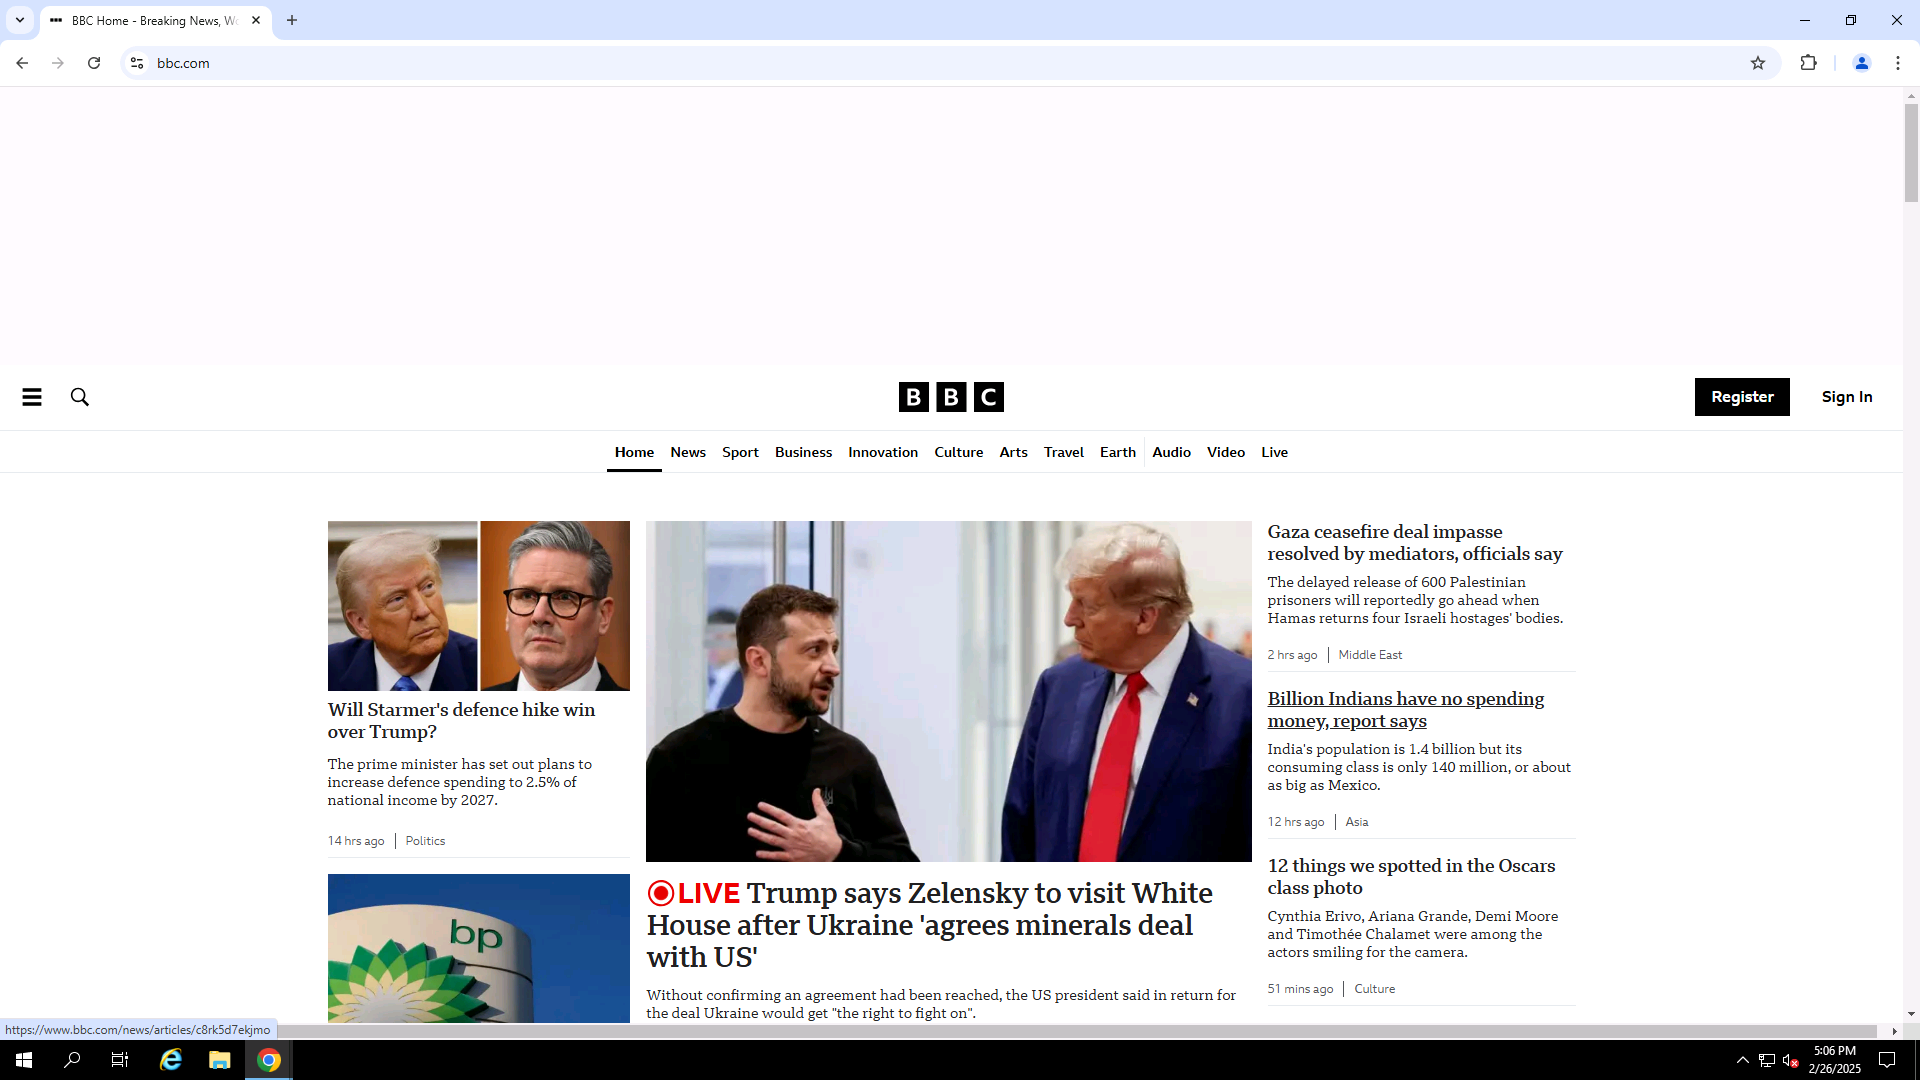 BBC Home - Breaking News, Wo
bbc.com
BBC
Register
Sign In
Home News Sport Business Innovation Culture Arts Travel Earth Audio Video Live
Will Starmer's defence hike win
over Trump?
The prime minister has set out plans to
increase defence spending to 2.5% of
national income by 2027.
14 hrs ago
Politics
bp
LIVE Trump says Zelensky to visit White
House after Ukraine 'agrees minerals deal
with US'
Without confirming an agreement had been reached, the US president said in return for
the deal Ukraine would get "the right to fight on".
Gaza ceasefire deal impasse
resolved by mediators, officials say
The delayed release of 600 Palestinian
prisoners will reportedly go ahead when
Hamas returns four Israeli hostages' bodies.
2 hrs ago
Middle East
Billion Indians have no spending
money, report says
India's population is 1.4 billion but its
consuming class is only 140 million, or about
as big as Mexico.
12 hrs ago
Asia
12 things we spotted in the Oscars
class photo
Cynthia Erivo, Ariana Grande, Demi Moore
and Timothée Chalamet were among the
actors smiling for the camera.
51 mins ago
Culture
https://www.bbc.com/news/articles/c8rk5d7ekjmo
5:06 PM
2/26/2025